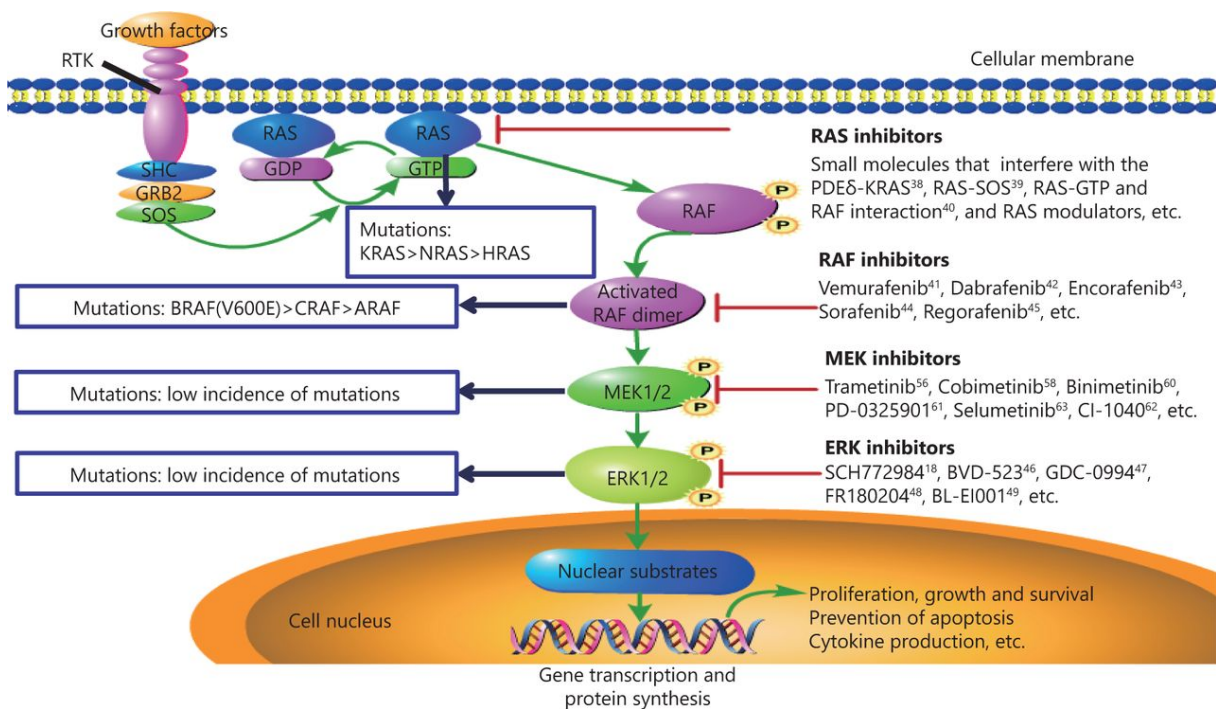 Growth factors
RTK
Cellular membrane
RAS
RAS
SHC
GDP
GTP
GRB2
SOS
RAF
P
P
Mutations:
KRAS>NRAS>HRAS
RAS inhibitors
Small molecules that interfere with the
PDEδ-KRAS³⁸, RAS-SOS³⁹, RAS-GTP and
RAF interaction⁴⁰, and RAS modulators, etc.
Mutations: BRAF(V600E)>CRAF>ARAF
Activated
RAF dimer
RAF inhibitors
Vemurafenib⁴¹, Dabrafenib⁴², Encorafenib⁴³,
Sorafenib⁴⁴, Regorafenib⁴⁵, etc.
Mutations: low incidence of mutations
MEK1/2
P
P
MEK inhibitors
Trametinib⁵⁶, Cobimetinib⁵⁸, Binimetinib⁶⁰,
PD-0325901⁶¹, Selumetinib⁶³, CI-1040⁶², etc.
Mutations: low incidence of mutations
ERK1/2
P
P
ERK inhibitors
SCH772984¹⁸, BVD-523⁴⁶, GDC-0994⁴⁷,
FR180204⁴⁸, BL-EI001⁴⁹, etc.
Nuclear substrates
Cell nucleus
Proliferation, growth and survival
Prevention of apoptosis
Cytokine production, etc.
Gene transcription and
protein synthesis